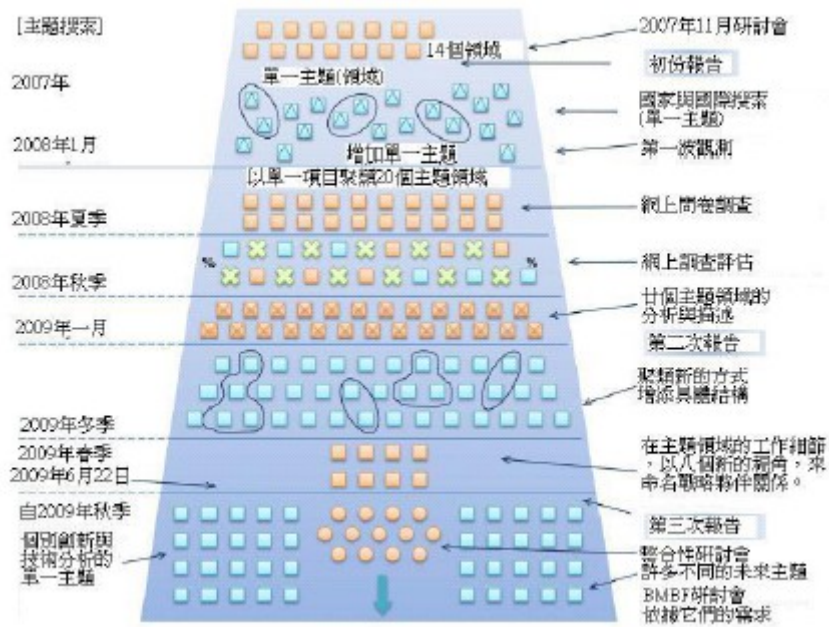 [主題搜索]
2007年11月研討會
14個領域
初份報告
單一主題(領域)
2007年
國家與國際搜索
(單一主題)
2008年1月
增加單一主題
第一波觀測
以單一項目聚類20個主題領域
2008年夏季
網上問卷調查
%
%
網上調查評估
2008年秋季
廿個主題領域的
分析與描述
2009年一月
第二次報告
聚類新的方式
增添具體結構
2009年冬季
2009年春季
2009年6月22日
在主題領域的工作細節
,以八個新的視角,來
命名戰略夥伴關係。
自2009年秋季
第三次報告
個別創新與
技術分析的
單一主題
整合性研討會
許多不同的未來主題
BMBF研討會
依據它們的需求